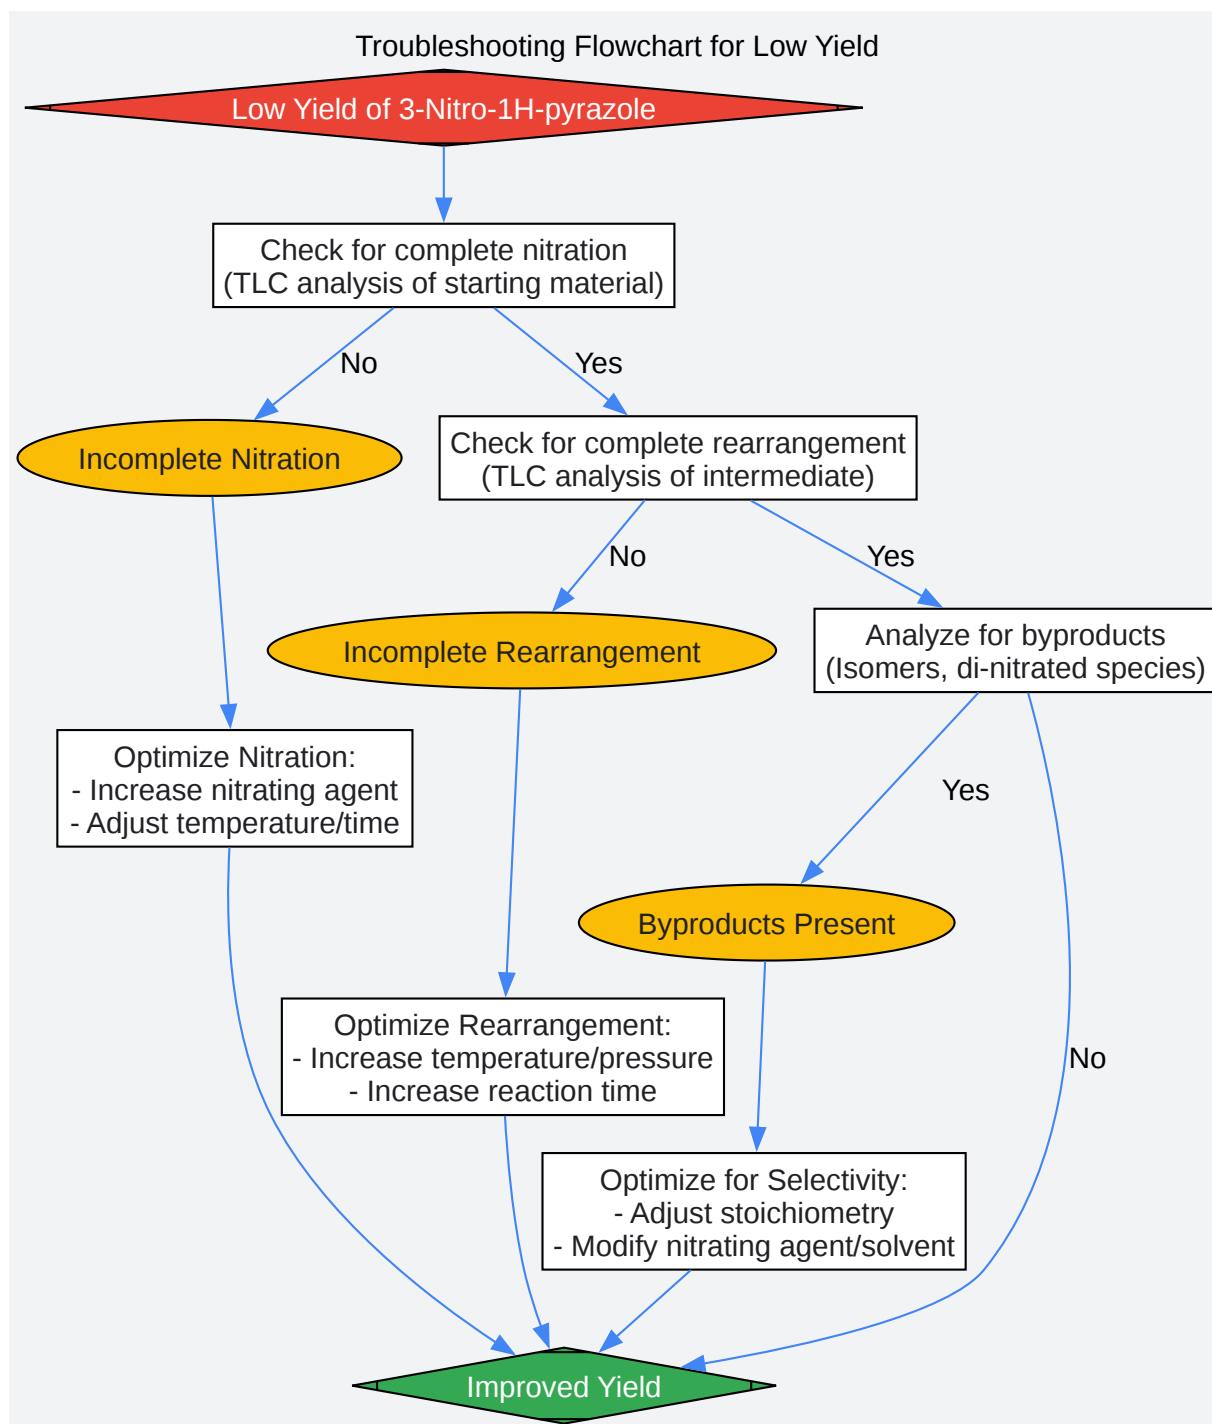 Troubleshooting Flowchart for Low Yield
Low Yield of 3-Nitro-1H-pyrazole
Check for complete nitration
(TLC analysis of starting material)
No
Yes
Incomplete Nitration
Check for complete rearrangement
(TLC analysis of intermediate)
No
Yes
Incomplete Rearrangement
Analyze for byproducts
(Isomers, di-nitrated species)
Optimize Nitration:
- Increase nitrating agent
- Adjust temperature/time
Yes
Byproducts Present
Optimize Rearrangement:
- Increase temperature/pressure
- Increase reaction time
No
Optimize for Selectivity:
- Adjust stoichiometry
- Modify nitrating agent/solvent
Improved Yield